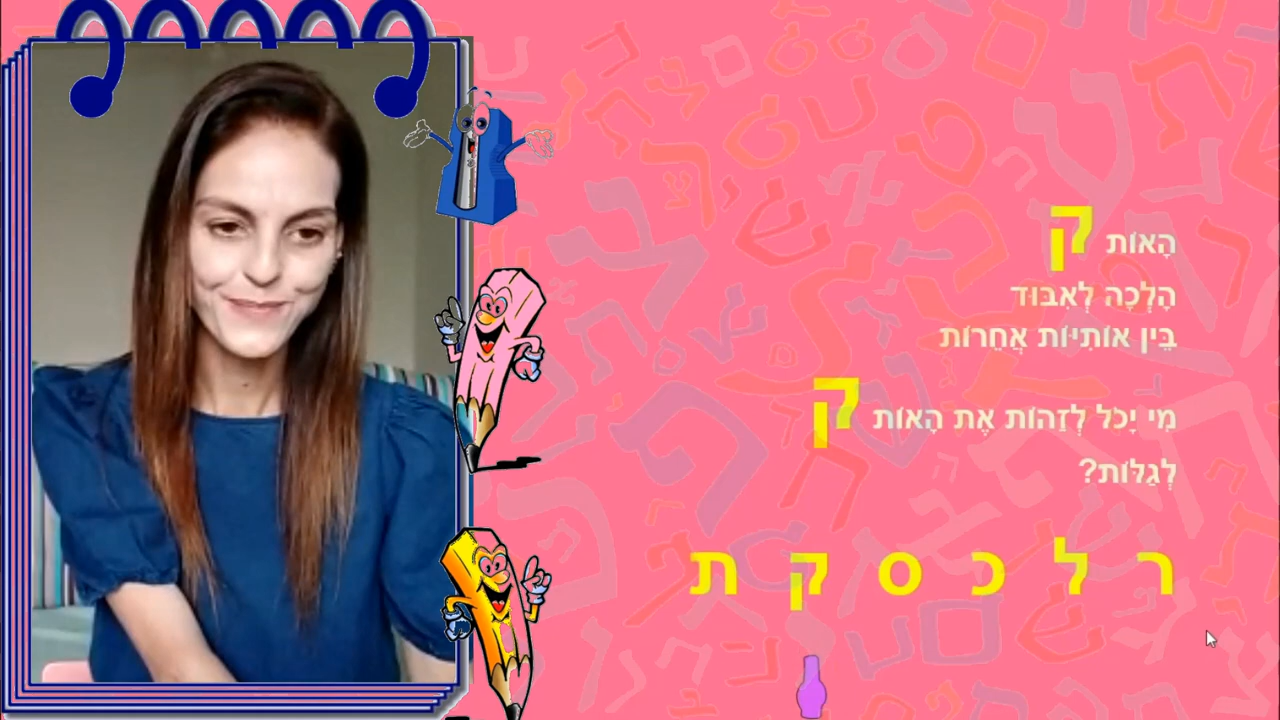 הָאוֹת ק
הָלְכָה לְאִבּוּד
בֵּין אוֹתִיּוֹת אֲחֵרוֹת
מִי יָכֹל לְזַהוֹת אֶת הָאוֹת ק
לְגַלּוֹת?
ר ל כ ס ק ת